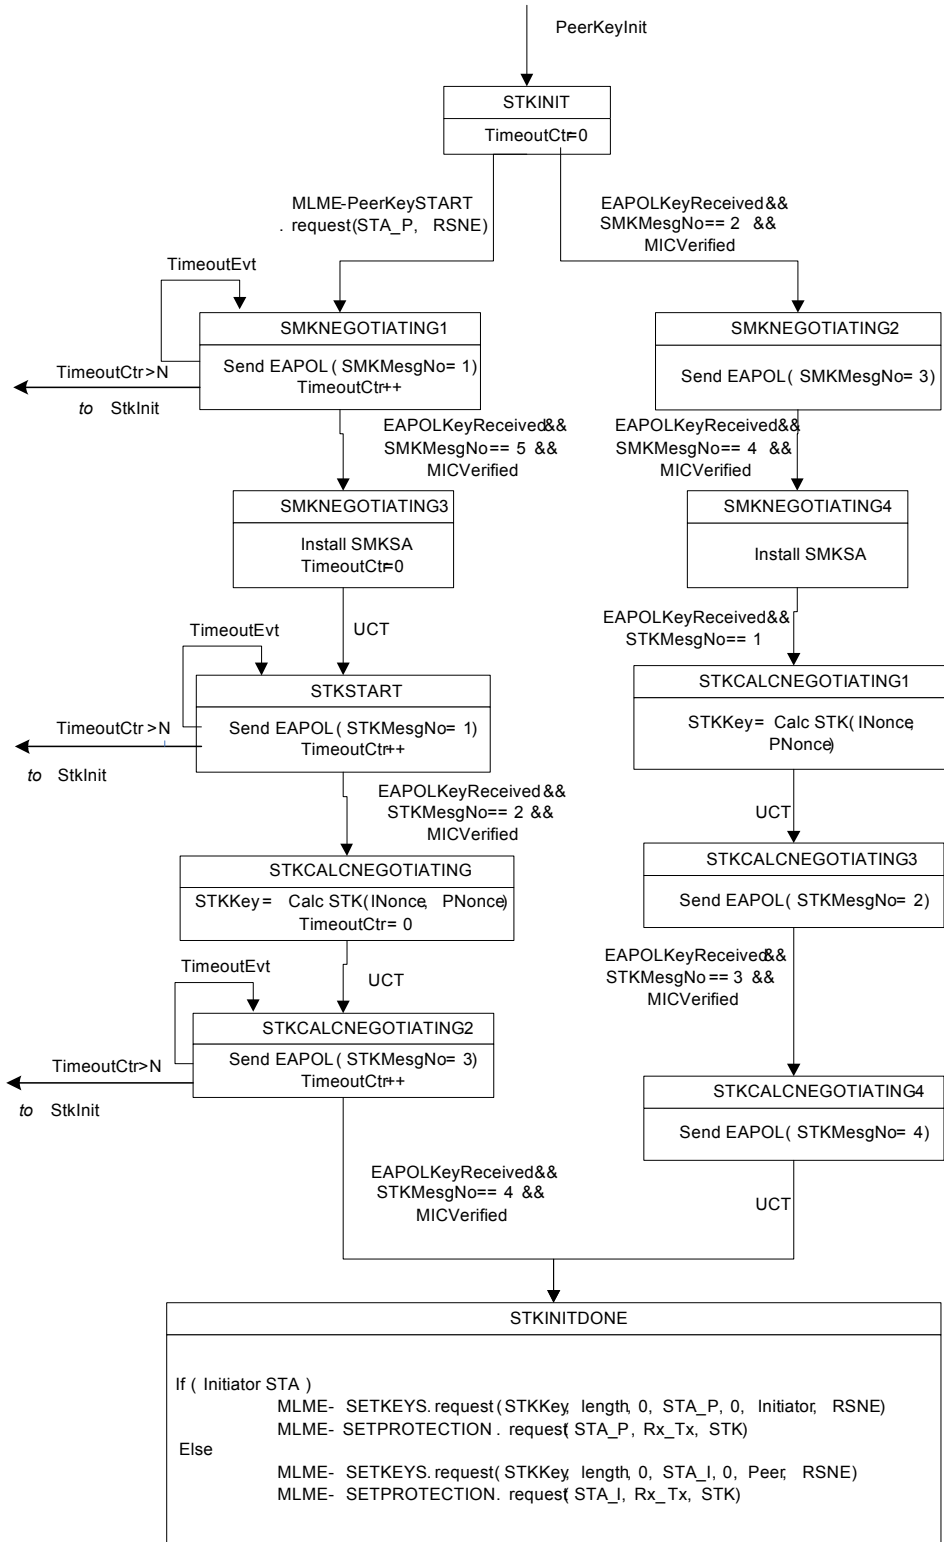 PeerKeyInit
STKINIT
TimeoutCtr=0
MLME-PeerKeySTART
. request(STA_P, RSNE)
EAPOLKeyReceived&&
SMKMesgNo== 2 &&
MICVerified
TimeoutEvt
SMKNEGOTIATING1
Send EAPOL( SMKMesgNo= 1)
TimeoutCtr++
TimeoutCtr>N
to StkInit
SMKNEGOTIATING2
Send EAPOL( SMKMesgNo= 3)
EAPOLKeyReceived&&
SMKMesgNo== 5 &&
MICVerified
EAPOLKeyReceived&&
SMKMesgNo== 4 &&
MICVerified
SMKNEGOTIATING3
Install SMKSA
TimeoutCtr=0
SMKNEGOTIATING4
Install SMKSA
UCT
EAPOLKeyReceived&&
STKMesgNo== 1
TimeoutEvt
STKSTART
Send EAPOL( STKMesgNo= 1)
TimeoutCtr++
TimeoutCtr>N
to StkInit
STKCALCNEGOTIATING1
STKKey= Calc STK( INonce,
PNonce)
EAPOLKeyReceived&&
STKMesgNo== 2 &&
MICVerified
UCT
STKCALCNEGOTIATING
STKKey= Calc STK(INonce, PNonce)
TimeoutCtr= 0
STKCALCNEGOTIATING3
Send EAPOL( STKMesgNo= 2)
UCT
EAPOLKeyReceived&&
STKMesgNo== 3 &&
MICVerified
TimeoutEvt
STKCALCNEGOTIATING2
Send EAPOL( STKMesgNo= 3)
TimeoutCtr++
TimeoutCtr>N
to StkInit
STKCALCNEGOTIATING4
Send EAPOL( STKMesgNo= 4)
EAPOLKeyReceived&&
STKMesgNo== 4 &&
MICVerified
UCT
STKINITDONE
If ( Initiator STA )
MLME- SETKEYS.request(STKKey, length, 0, STA_P, 0, Initiator, RSNE)
MLME- SETPROTECTION . request( STA_P, Rx_Tx, STK)
Else
MLME- SETKEYS.request( STKKey, length, 0, STA_I, 0, Peer, RSNE)
MLME- SETPROTECTION. request( STA_I, Rx_Tx, STK)